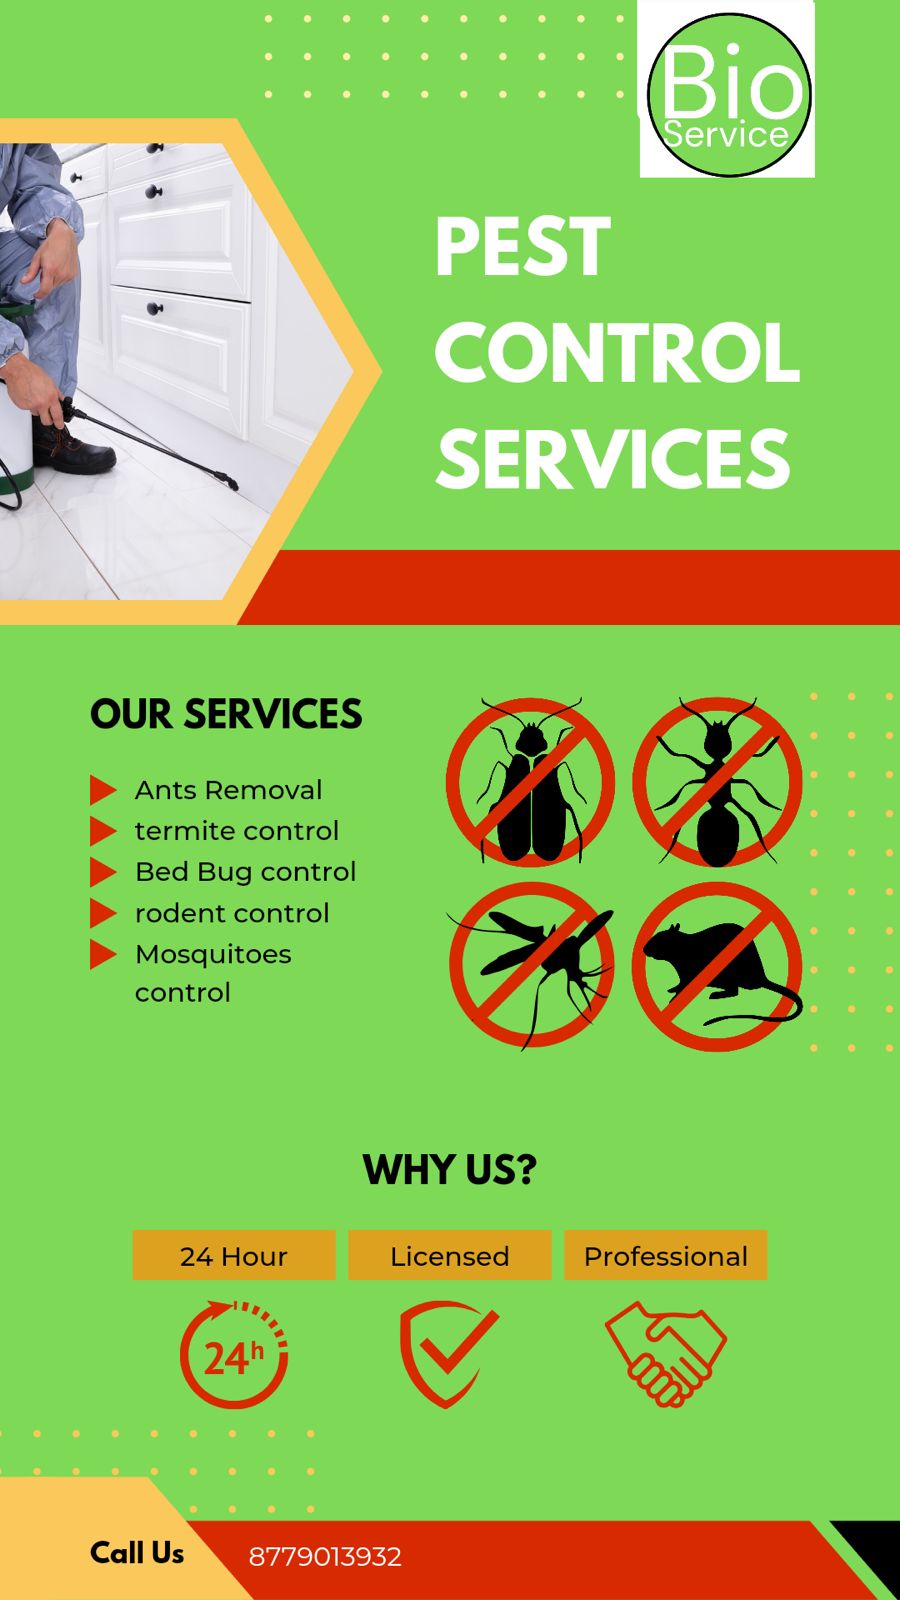 Bio
Service
PEST
CONTROL
SERVICES
OUR SERVICES
Ants Removal
termite control
Bed Bug control
rodent control
Mosquitoes
control
WHY US?
24 Hour
Licensed
Professional
24h
Call Us
8779013932